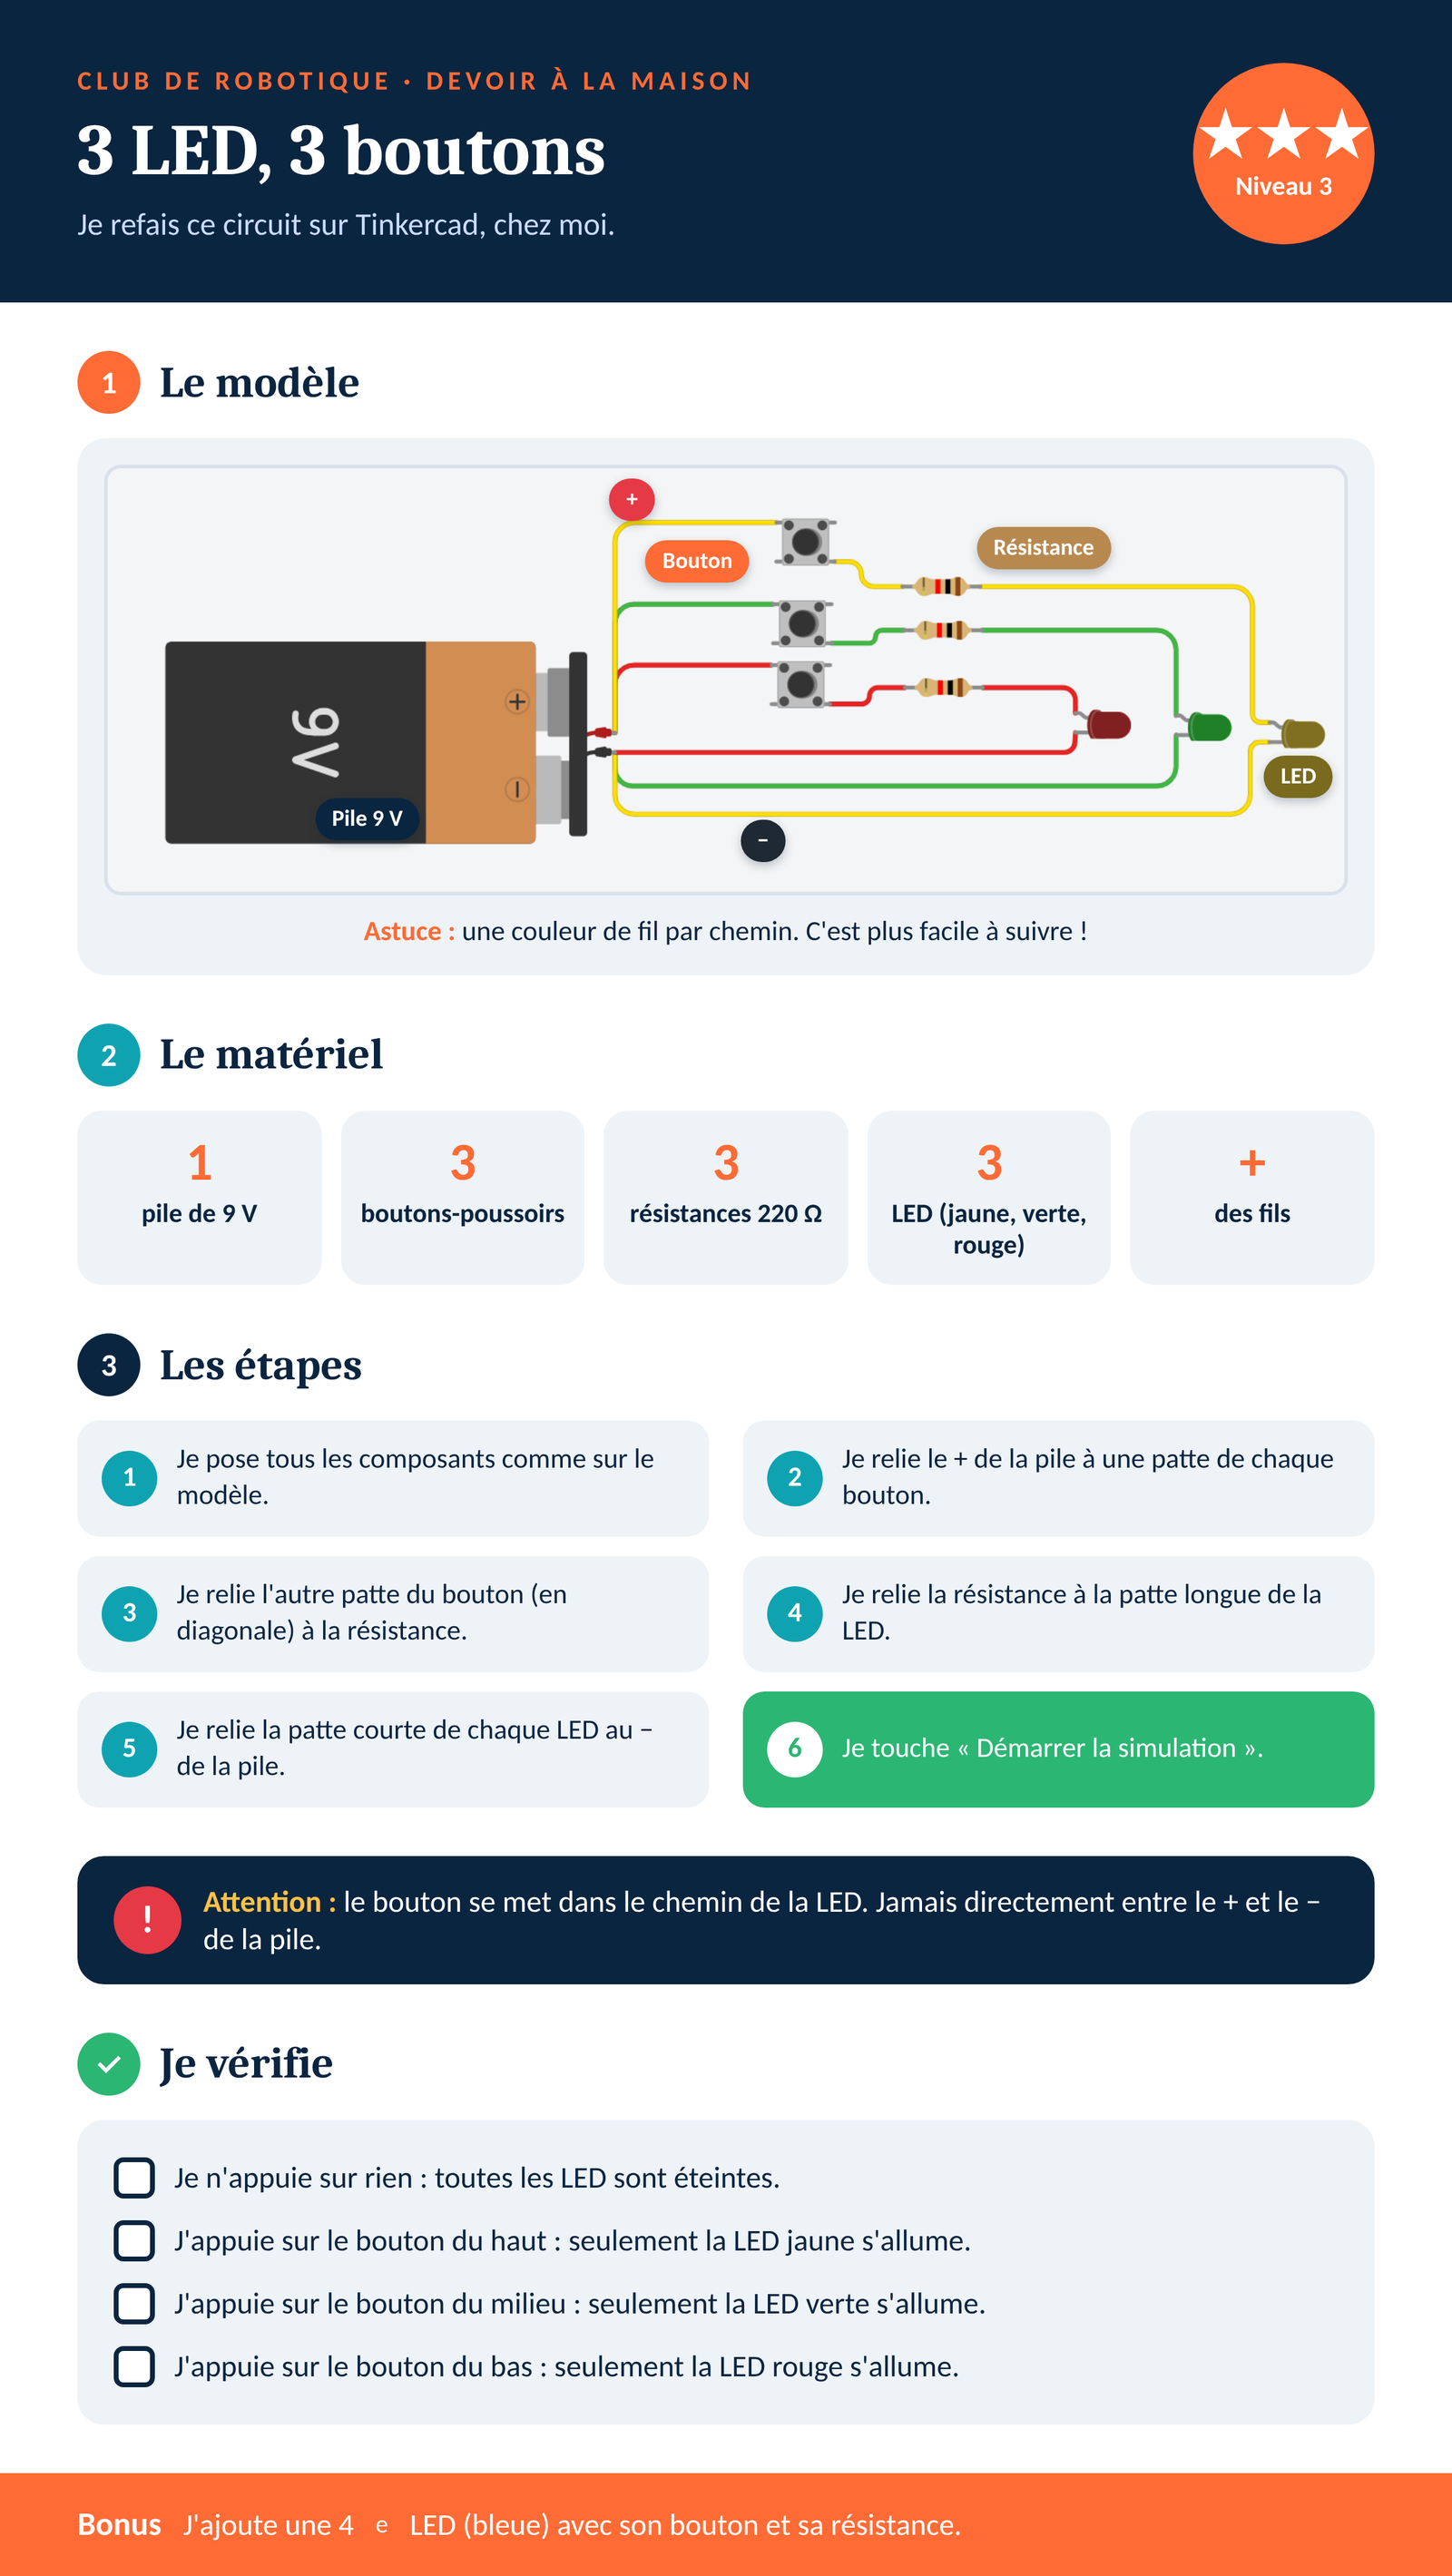 CLUB DE ROBOTIQUE · DEVOIR À LA MAISON
3 LED, 3 boutons
Je refais ce circuit sur Tinkercad, chez moi.
★★★
Niveau 3
1 Le modèle
+
Bouton
Résistance
9V
+
−
Pile 9 V
LED
−
Astuce : une couleur de fil par chemin. C'est plus facile à suivre !
2 Le matériel
1
pile de 9 V
3
boutons-poussoirs
3
résistances 220 Ω
3
LED (jaune, verte,
rouge)
+
des fils
3 Les étapes
1 Je pose tous les composants comme sur le
modèle.
2 Je relie le + de la pile à une patte de chaque
bouton.
3 Je relie l'autre patte du bouton (en
diagonale) à la résistance.
4 Je relie la résistance à la patte longue de la
LED.
5 Je relie la patte courte de chaque LED au −
de la pile.
6 Je touche « Démarrer la simulation ».
! Attention : le bouton se met dans le chemin de la LED. Jamais directement entre le + et le −
de la pile.
✓ Je vérifie
Je n'appuie sur rien : toutes les LED sont éteintes.
J'appuie sur le bouton du haut : seulement la LED jaune s'allume.
J'appuie sur le bouton du milieu : seulement la LED verte s'allume.
J'appuie sur le bouton du bas : seulement la LED rouge s'allume.
Bonus J'ajoute une 4 e LED (bleue) avec son bouton et sa résistance.